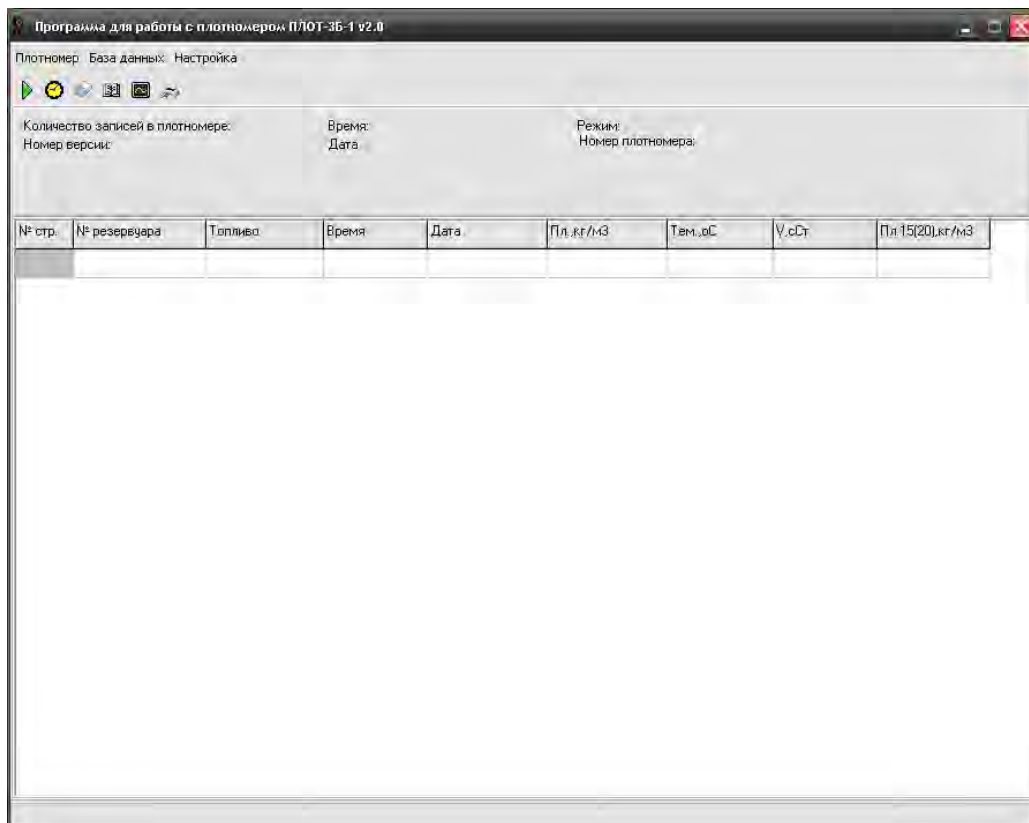 Программа для работы с плотномером ПЛОТ-3Б-1 v2.0
Плотномер База данных Настройка
Количество записей в плотномере: Время: Режим:
Номер версии: Дата Номер плотномера:
№ стр. № резервуара Топливо Время Дата Пл.,кг/м3 Тем.,оС V,сСт Пл 15(20),кг/м3